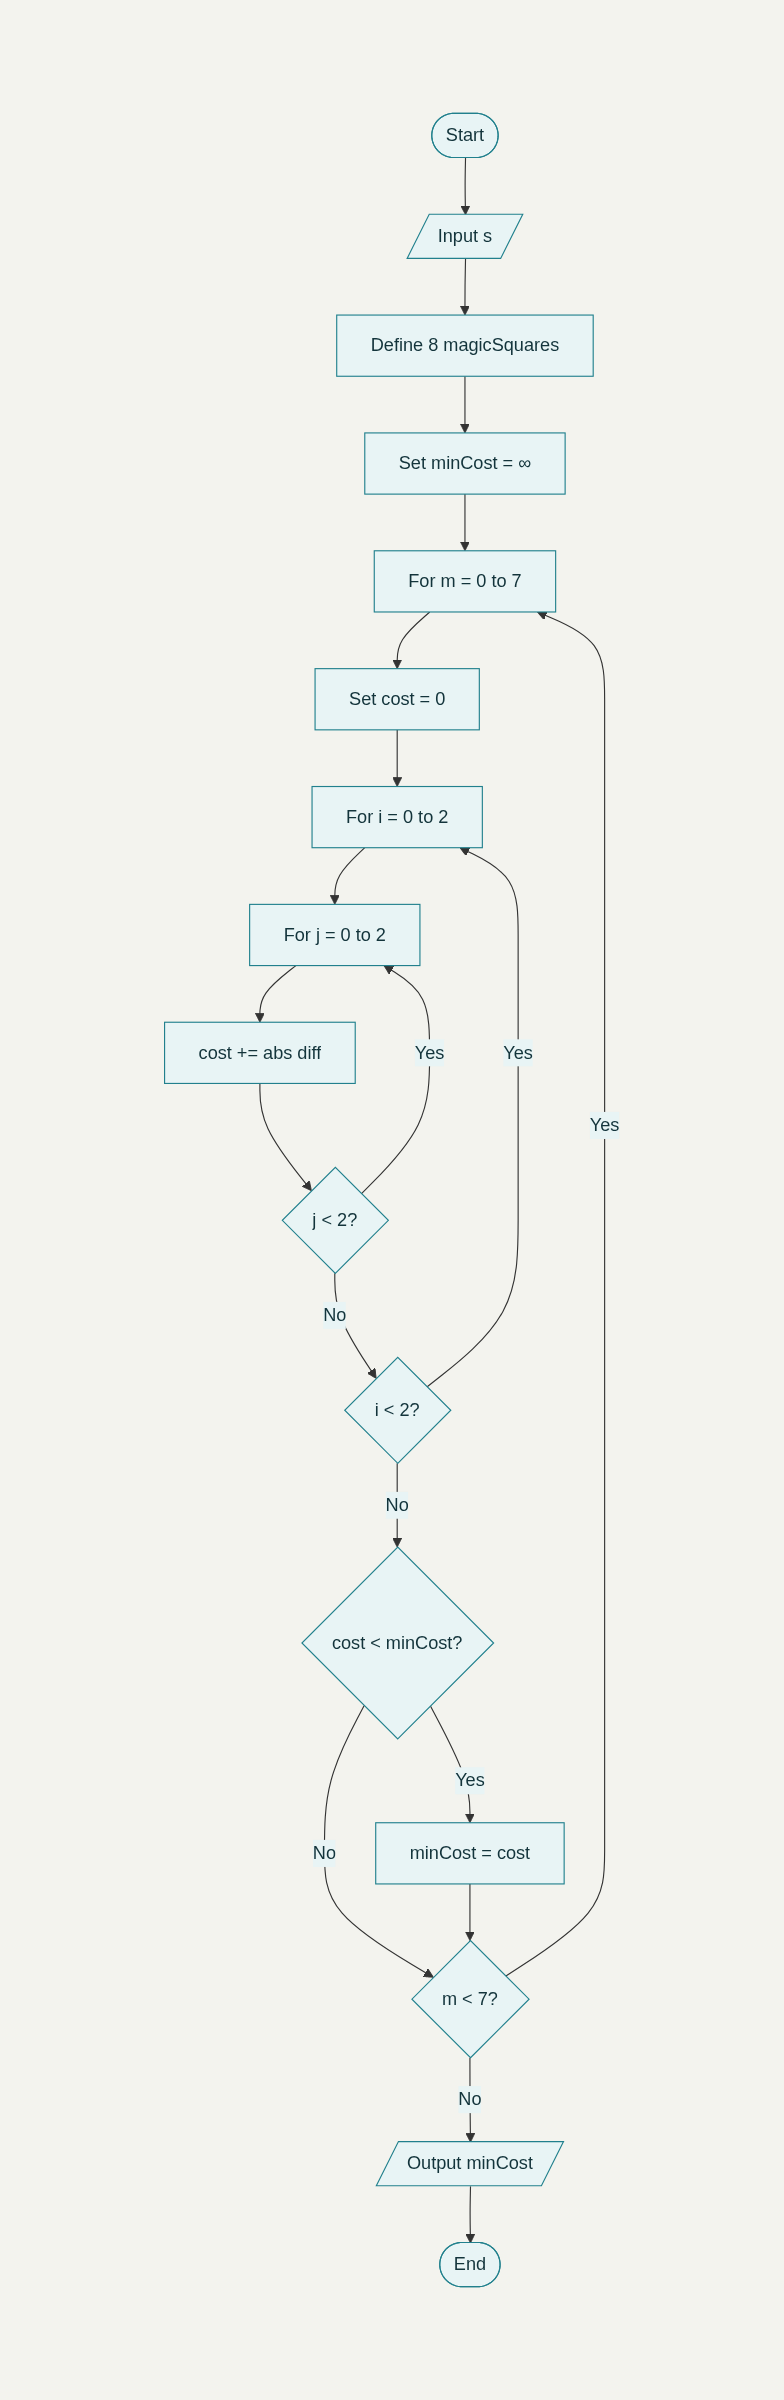 Start
Input s
Define 8 magicSquares
Set minCost = ∞
For m = 0 to 7
Set cost = 0
For i = 0 to 2
For j = 0 to 2
cost += abs diff
Yes
Yes
Yes
j < 2?
No
i < 2?
No
cost < minCost?
Yes
No
minCost = cost
m < 7?
No
Output minCost
End